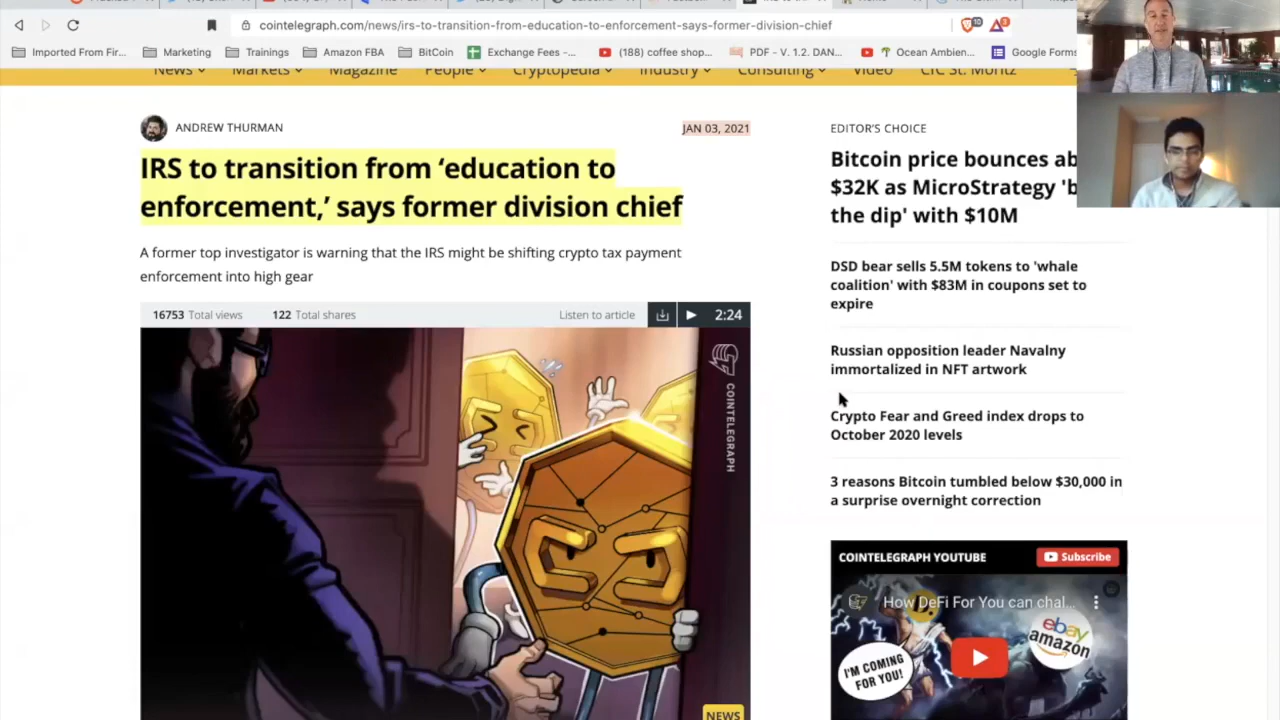 cointelegraph.com/news/irs-to-transition-from-education-to-enforcement-says-former-division-chief
10
3
Imported From Fir...
Marketing
Trainings
Amazon FBA
BitCoin
Exchange Fees -...
(188) coffee shop...
PDF - V. 1.2. DAN...
Ocean Ambien...
Google Forms
News
Markets
Magazine
People
Cryptopedia
Industry
Consulting
Video
CTC St. Moritz
ANDREW THURMAN
JAN 03, 2021
IRS to transition from ‘education to
enforcement,’ says former division chief
A former top investigator is warning that the IRS might be shifting crypto tax payment
enforcement into high gear
16753 Total views
122 Total shares
Listen to article
2:24
COINTELEGRAPH
NEWS
EDITOR'S CHOICE
Bitcoin price bounces ab
$32K as MicroStrategy 'b
the dip' with $10M
DSD bear sells 5.5M tokens to 'whale
coalition' with $83M in coupons set to
expire
Russian opposition leader Navalny
immortalized in NFT artwork
Crypto Fear and Greed index drops to
October 2020 levels
3 reasons Bitcoin tumbled below $30,000 in
a surprise overnight correction
COINTELEGRAPH YOUTUBE
Subscribe
How DeFi For You can chal...
ebay
amazon
I'M COMING
FOR YOU!